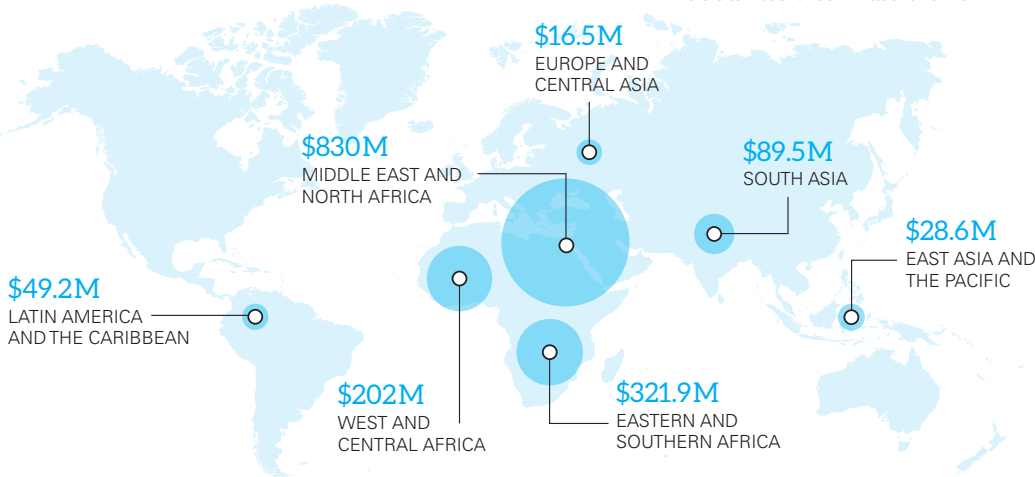 $16.5M
EUROPE AND
CENTRAL ASIA
$830M
MIDDLE EAST AND
NORTH AFRICA
$89.5M
SOUTH ASIA
$28.6M
EAST ASIA AND
THE PACIFIC
$49.2M
LATIN AMERICA
AND THE CARIBBEAN
$202M
WEST AND
CENTRAL AFRICA
$321.9M
EASTERN AND
SOUTHERN AFRICA